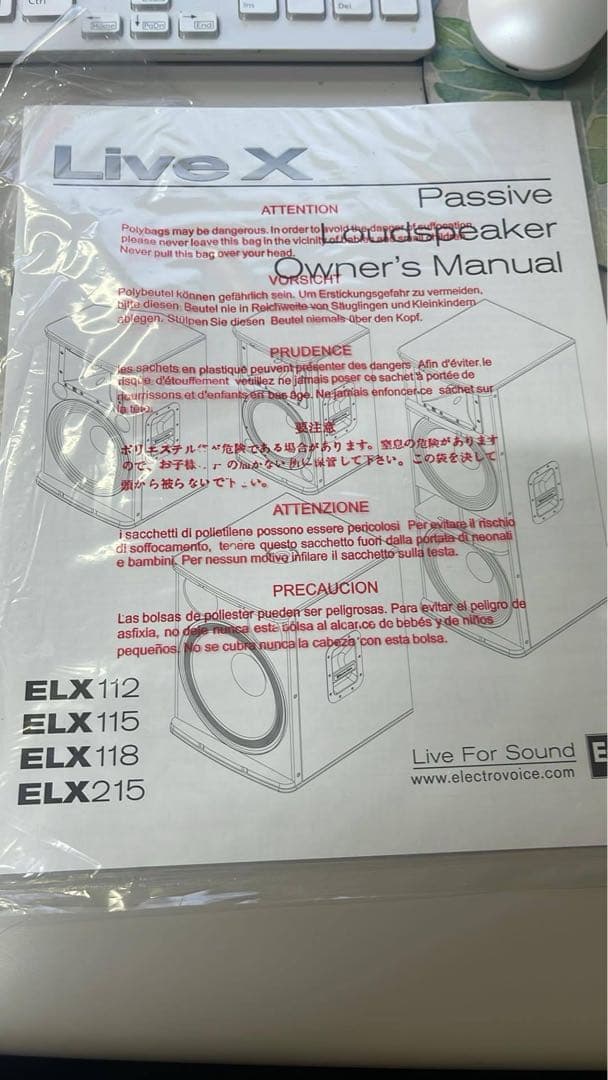 Ctrl
Home
PgDn
End
Ins
Del
Live X
Passive
Loudspeaker
Owner's Manual
ATTENTION
Polybags may be dangerous. In order to avoid the danger of suffocation,
please never leave this bag in the vicinity of babies and small children.
Never pull this bag over your head.
VORSICHT
Polybeutel können gefährlich sein. Um Erstickungsgefahr zu vermeiden,
bitte diesen Beutel nie in Reichweite von Säuglingen und Kleinkindern
ablegen. Stülpen Sie diesen Beutel niemals über den Kopf.
PRUDENCE
les sachets en plastique peuvent présenter des dangers. Afin d'éviter le
risque d'étouffement veuillez ne jamais poser ce sachet à portée de
nourrissons et d'enfants en bas âge. Ne jamais enfoncer ce sachet sur
la tête.
要注意
ポリエステル が危険である場合があります。窒息の危険があります
ので、お子様 の届かない所に保管して下さい。この袋を決して
頭から被らないで下 い。
ATTENZIONE
i sacchetti di polietilene possono essere pericolosi Per evitare il rischio
di soffocamento, tenere questo sacchetto fuori dalla portata di neonati
e bambini. Per nessun motivo infilare il sacchetto sulla testa.
PRECAUCION
Las bolsas de poliester pueden ser peligrosas. Para evitar el peligro de
asfixia, no deje nunca esta bolsa al alcance de bebés y de niños
pequeños. No se cubra nunca la cabeza con esta bolsa.
ELX112
ELX115
ELX118
ELX215
Live For Sound
www.electrovoice.com
E